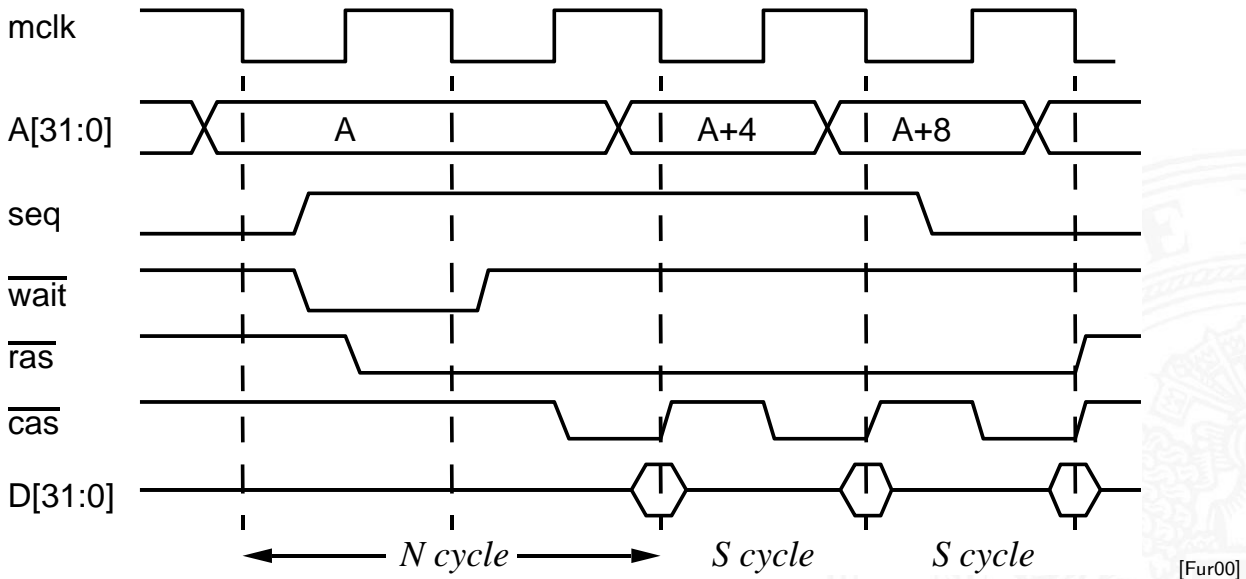 mclk
A[31:0] A A+4 A+8
seq
wait
ras
cas
D[31:0]
N cycle S cycle S cycle
[Fur00]